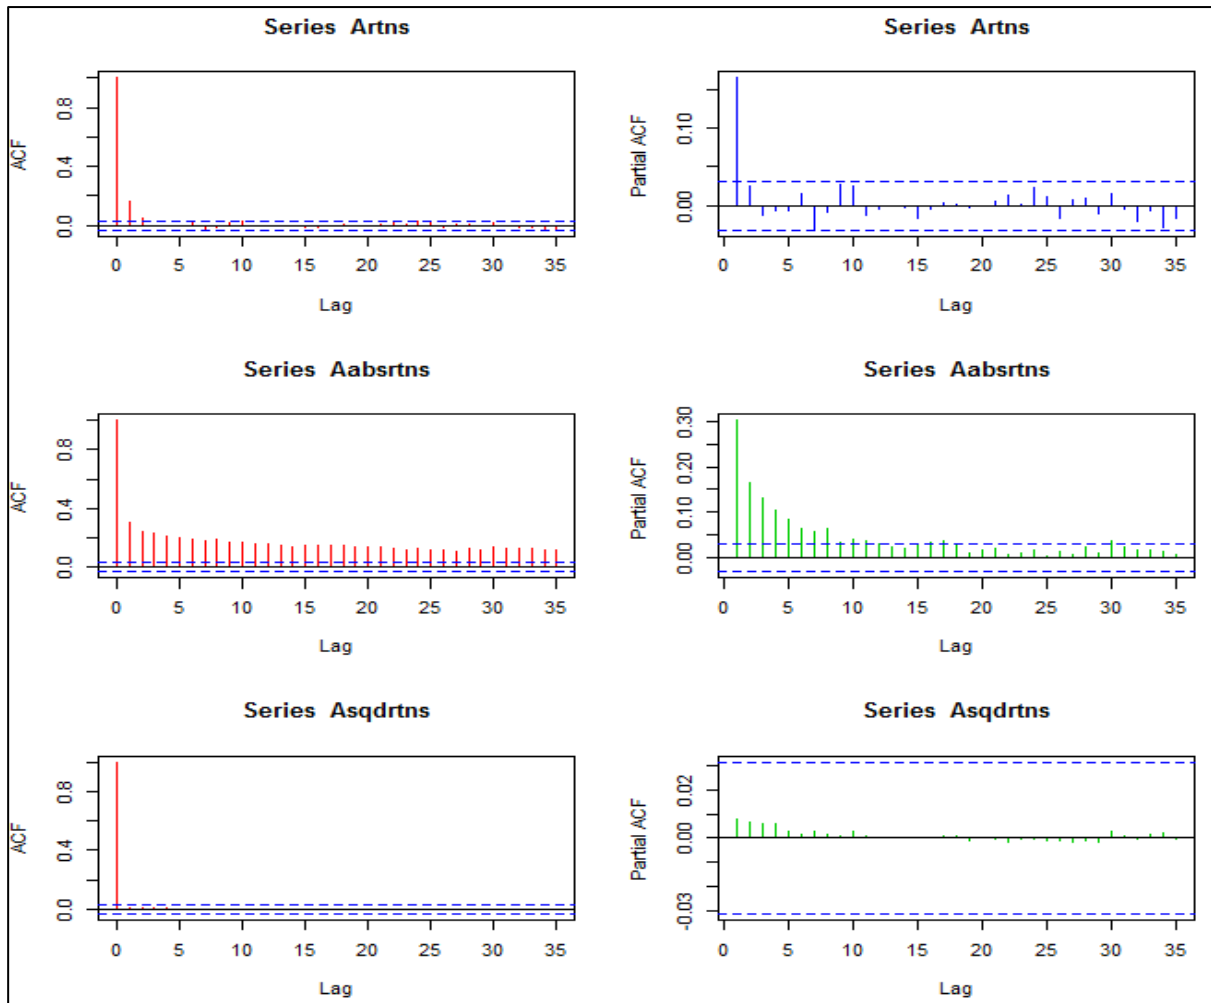 Series Artns
ACF
0.0 0.4 0.8
0 5 10 15 20 25 30 35
Lag
Series Artns
Partial ACF
0.00 0.10
0 5 10 15 20 25 30 35
Lag
Series Aabsrtns
ACF
0.0 0.4 0.8
0 5 10 15 20 25 30 35
Lag
Series Aabsrtns
Partial ACF
0.00 0.10 0.20 0.30
0 5 10 15 20 25 30 35
Lag
Series Asqdrtns
ACF
0.0 0.4 0.8
0 5 10 15 20 25 30 35
Lag
Series Asqdrtns
Partial ACF
-0.03 0.00 0.02
0 5 10 15 20 25 30 35
Lag